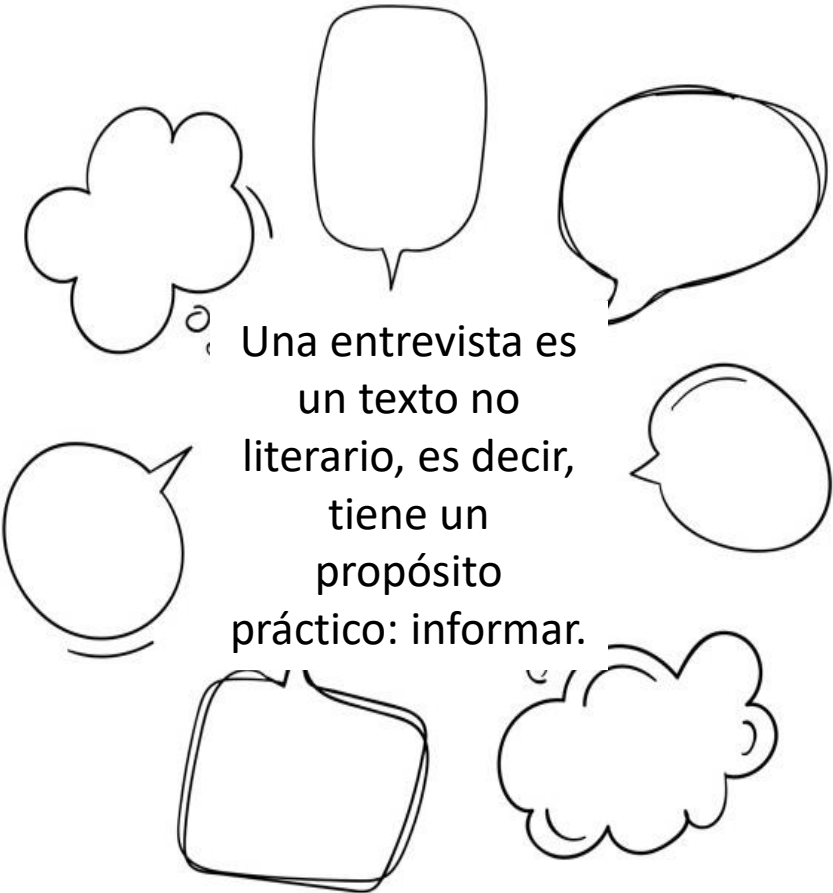 Una entrevista es
un texto no
literario, es decir,
tiene un
propósito
práctico: informar.